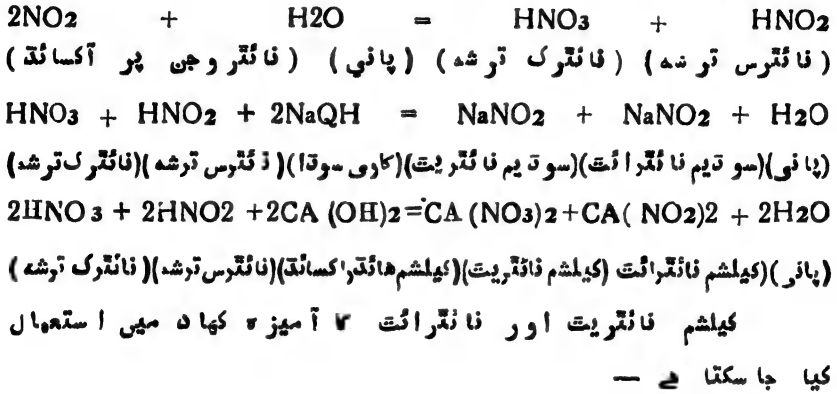 2NO2 + H2O = HNO3 + HNO2
(نائٹرس ترشہ) (نائٹرک ترشہ) (پانی) (نائٹروجن پر آکسائڈ)
HNO3 + HNO2 + 2NaQH = NaNO2 + NaNO2 + H2O
(پانی)(سوڈیم نائٹرائٹ)(سوڈیم نائٹریٹ)(کاوی سوڈا)(نائٹرس ترشہ)(نائٹرک ترشہ)
2HNO3 + 2HNO2 +2CA (OH)2=CA (NO3)2+CA( NO2)2 + 2H2O
(پانی)(کیلشم نائٹرائٹ (کیلشم نائٹریٹ)(کیلشم ہائڈراکسائڈ)(نائٹرس ترشہ)(نائٹرک ترشہ)
کیلشم نائٹریٹ اور نائٹرائٹ کا آمیزہ کھاد میں استعمال
کیا جا سکتا ہے —